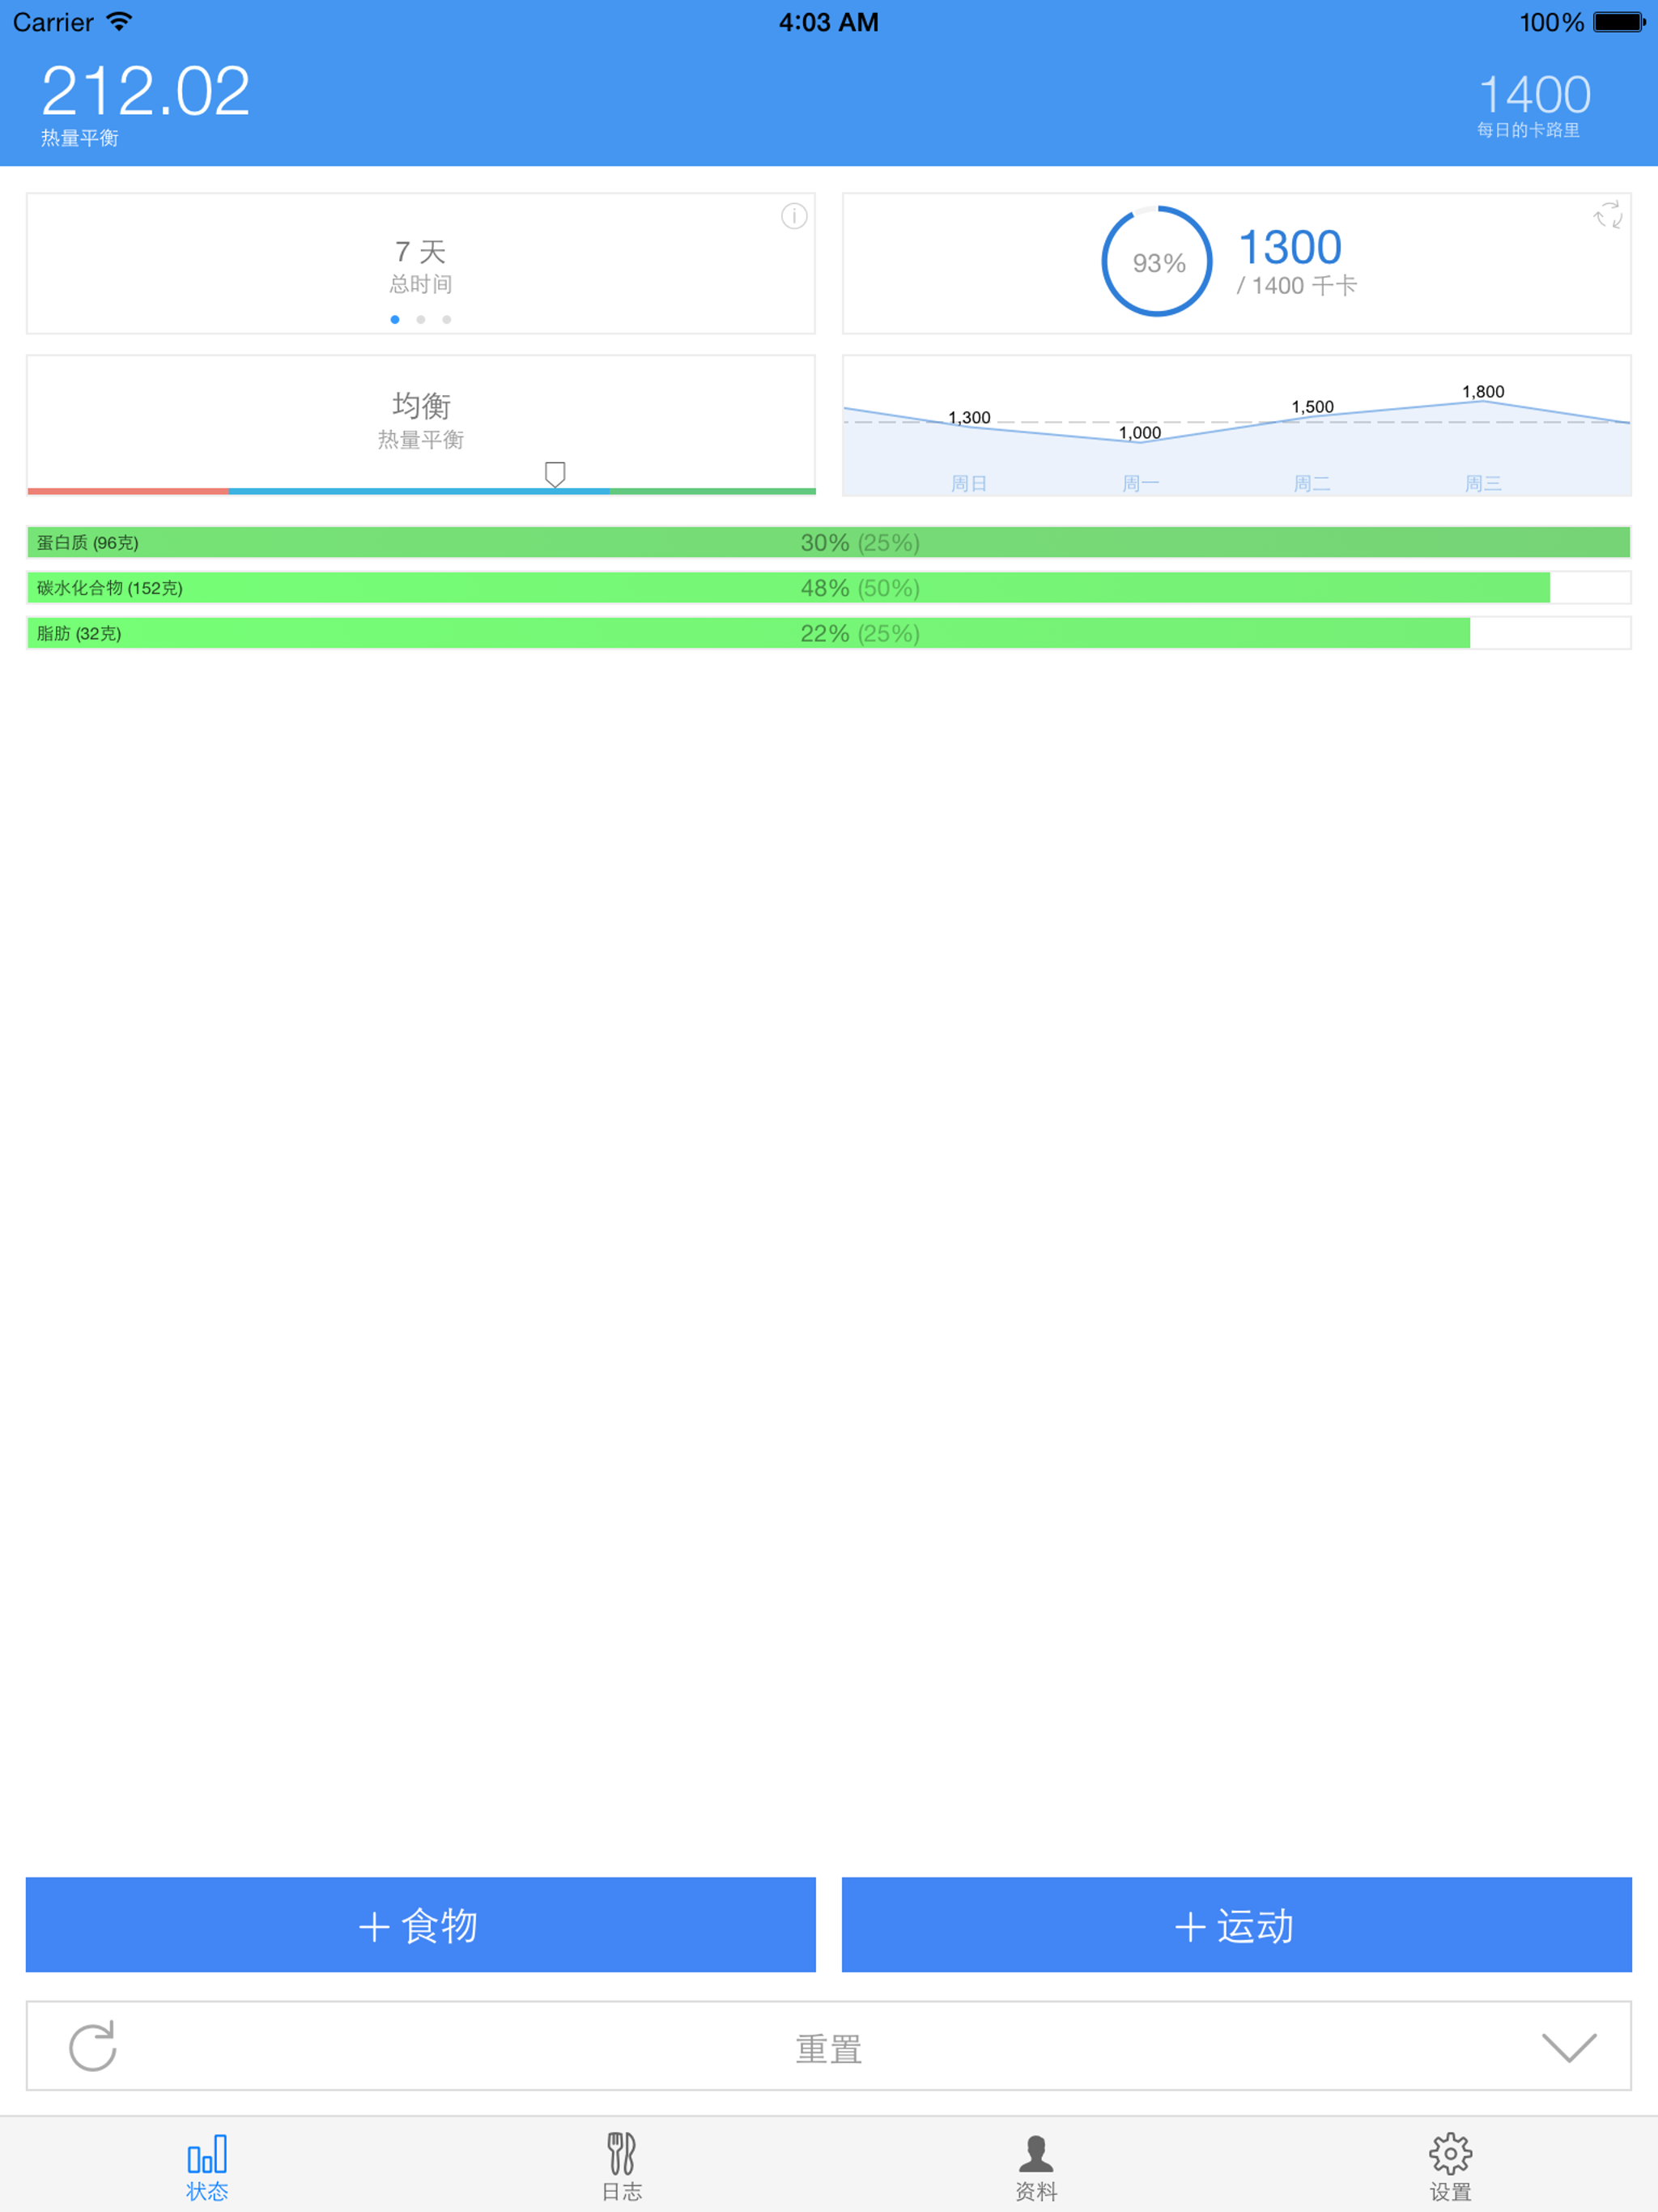 Carrier 4:03 AM 100%
212.02
热量平衡
1400
每日的卡路里
7 天
总时间
93%
1300
/ 1400 千卡
均衡
热量平衡
1,300
1,000
1,500
1,800
周日 周一 周二 周三
蛋白质 (96克) 30% (25%)
碳水化合物 (152克) 48% (50%)
脂肪 (32克) 22% (25%)
+ 食物
+ 运动
重置
状态 日志 资料 设置